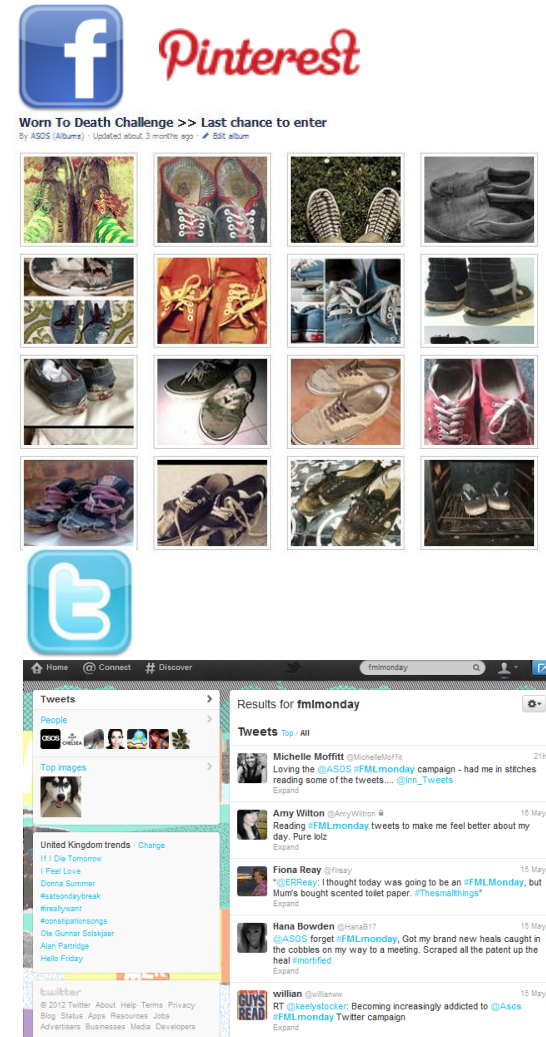 f
Pinterest
Worn To Death Challenge >> Last chance to enter
By ASOS (Albums) · Updated about 3 months ago · Edit album
t
Home @ Connect # Discover
fmlmonday
Tweets
People
asos
CHELSEA
Top images
United Kingdom trends · Change
If I Die Tomorrow
I Feel Love
Donna Summer
#satsondaybreak
#ireallywant
#constipationsongs
Ole Gunnar Solskjaer
Alan Partridge
Hello Friday
twitter
© 2012 Twitter About Help Terms Privacy
Blog Status Apps Resources Jobs
Advertisers Businesses Media Developers
Results for fmlmonday
Tweets Top / All
Michelle Moffitt @MichelleMoffit 21h
Loving the @ASOS #FMLmonday campaign - had me in stitches
reading some of the tweets.... @Inn_Tweets
Expand
Amy Wilton @AmyWiltron 16 May
Reading #FMLmonday tweets to make me feel better about my
day. Pure lolz
Expand
Fiona Reay @flreay 15 May
"@ERReay: I thought today was going to be an #FMLMonday, but
Mum's bought scented toilet paper. #Thesmallthings"
Expand
Hana Bowden @HanaB17 15 May
@ASOS forget #FMLmonday, Got my brand new heals caught in
the cobbles on my way to a meeting. Scraped all the patent up the
heal #mortified
Expand
GUYS
READ
willian @willianww 15 May
RT @keelystocker: Becoming increasingly addicted to @Asos
#FMLmonday Twitter campaign
Expand